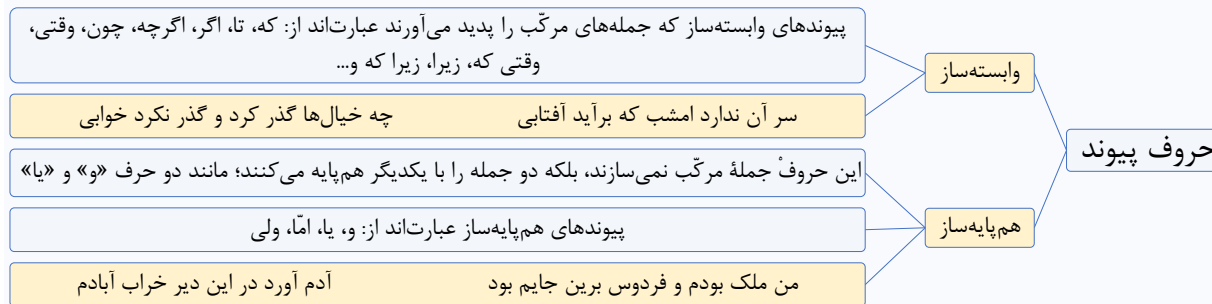 حروف پیوند
وابسته‌ساز
پیوندهای وابسته‌ساز که جمله‌های مرکّب را پدید می‌آورند عبارت‌اند از: که، تا، اگر، اگرچه، چون، وقتی،
وقتی که، زیرا، زیرا که و...
سر آن ندارد امشب که برآید آفتابی چه خیال‌ها گذر کرد و گذر نکرد خوابی
هم‌پایه‌ساز
این حروفْ جملهٔ مرکّب نمی‌سازند، بلکه دو جمله را با یکدیگر هم‌پایه می‌کنند؛ مانند دو حرف «و» و «یا»
پیوندهای هم‌پایه‌ساز عبارت‌اند از: و، یا، امّا، ولی
من ملک بودم و فردوس برین جایم بود آدم آورد در این دیر خراب آبادم